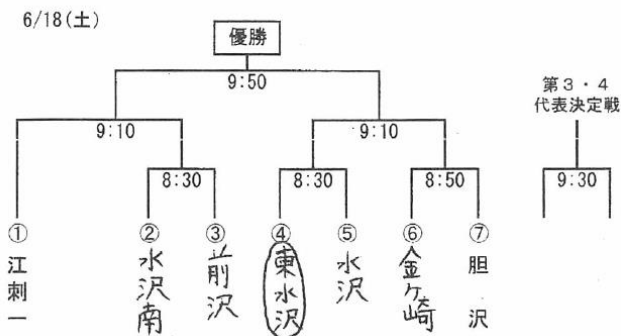 6/18(土)
優勝
9:50
第3・4
代表決定戦
9:10
9:10
8:30
8:30
8:50
9:30
①
②
③
④
⑤
⑥
⑦
江刺一
水沢南
前沢
東水沢
水沢
金ヶ崎
胆沢